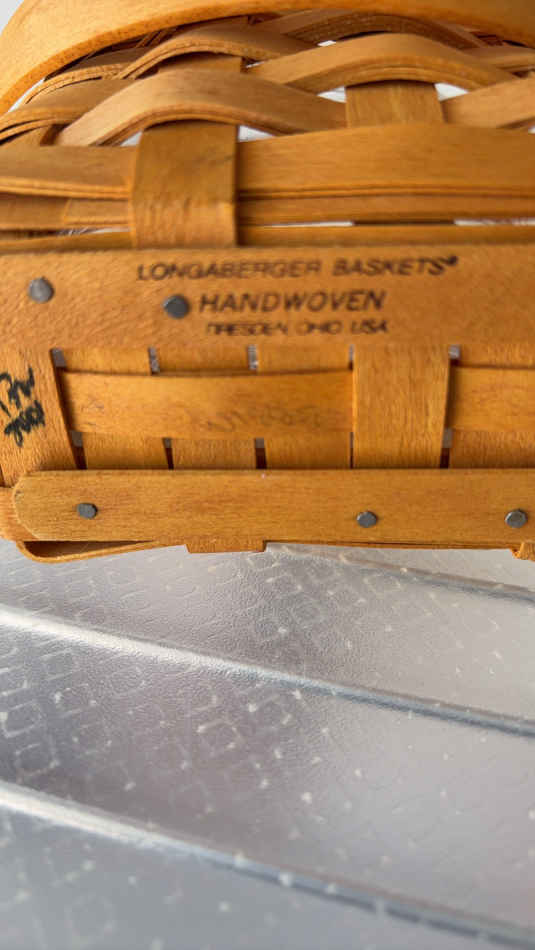 LONGABERGER BASKETS®
HANDWOVEN
DRESDEN OHIO USA